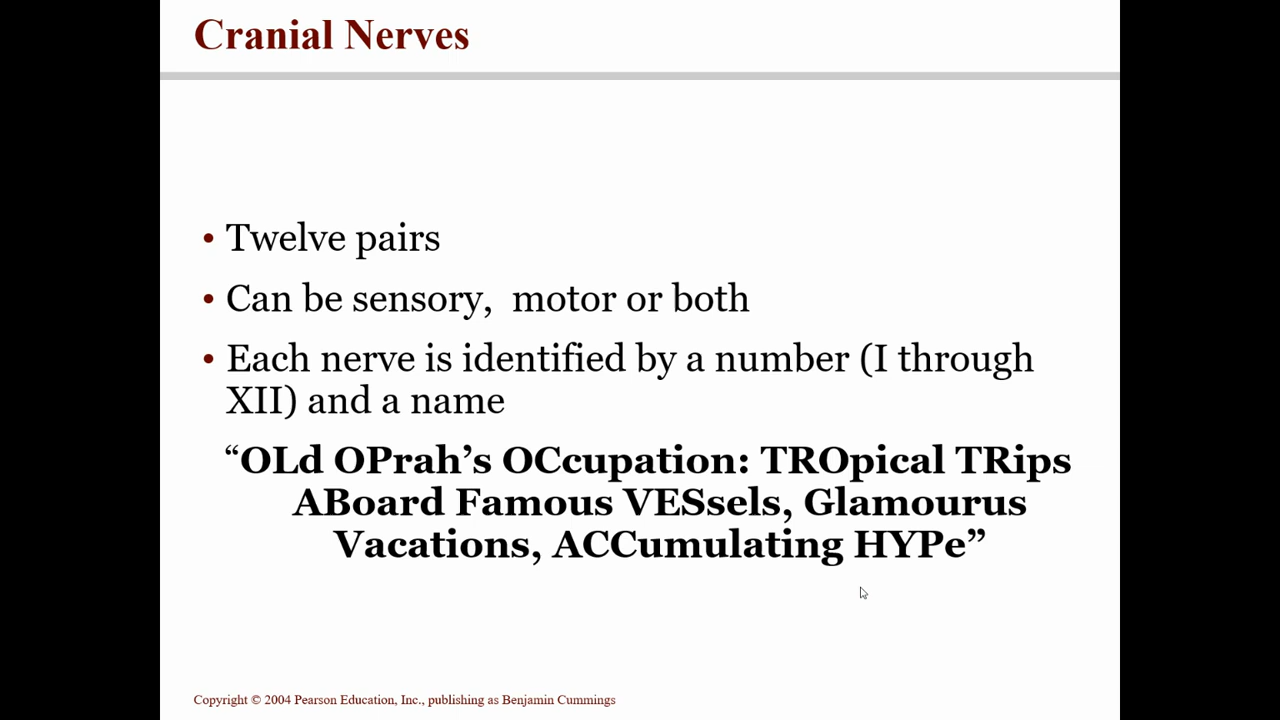 Cranial Nerves
• Twelve pairs
• Can be sensory,  motor or both
• Each nerve is identified by a number (I through
XII) and a name
“OLd OPrah’s OCcupation: TROpical TRips
ABoard Famous VESsels, Glamourus
Vacations, ACCumulating HYPe”
Copyright © 2004 Pearson Education, Inc., publishing as Benjamin Cummings